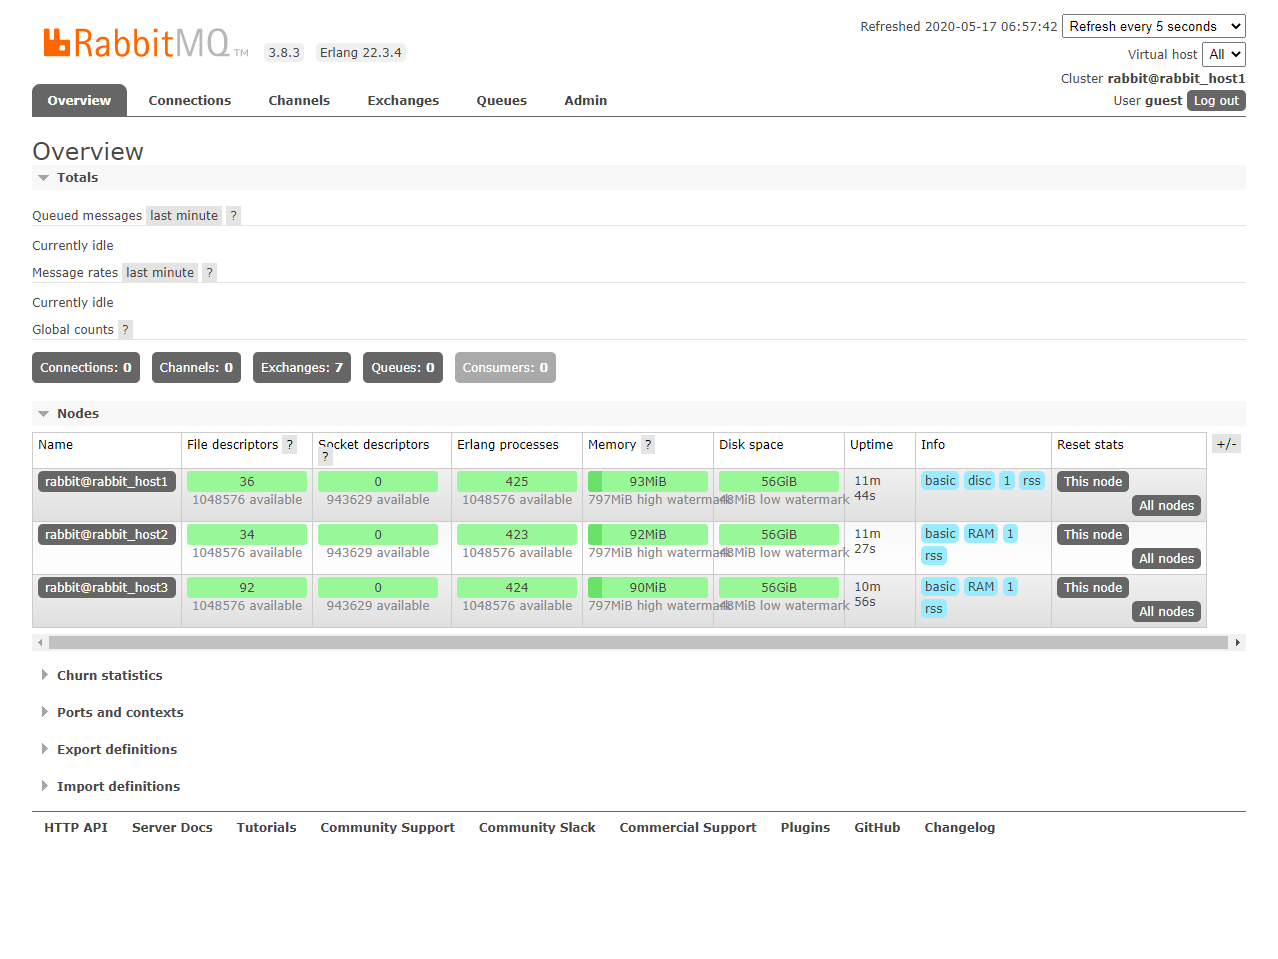 RabbitMQ TM 3.8.3 Erlang 22.3.4
Refreshed 2020-05-17 06:57:42 Refresh every 5 seconds
Virtual host All
Cluster rabbit@rabbit_host1
User guest Log out
Overview Connections Channels Exchanges Queues Admin
Overview
Totals
Queued messages last minute ?
Currently idle
Message rates last minute ?
Currently idle
Global counts ?
Connections: 0 Channels: 0 Exchanges: 7 Queues: 0 Consumers: 0
Nodes
Name File descriptors ? Socket descriptors ? Erlang processes Memory ? Disk space Uptime Info Reset stats +/-
rabbit@rabbit_host1 36 0 425 93MiB 56GiB 11m 44s basic disc 1 rss This node
1048576 available 943629 available 1048576 available 797MiB high watermark 48MiB low watermark All nodes
rabbit@rabbit_host2 34 0 423 92MiB 56GiB 11m 27s basic RAM 1 rss This node
1048576 available 943629 available 1048576 available 797MiB high watermark 48MiB low watermark All nodes
rabbit@rabbit_host3 92 0 424 90MiB 56GiB 10m 56s basic RAM 1 rss This node
1048576 available 943629 available 1048576 available 797MiB high watermark 48MiB low watermark All nodes
Churn statistics
Ports and contexts
Export definitions
Import definitions
HTTP API Server Docs Tutorials Community Support Community Slack Commercial Support Plugins GitHub Changelog